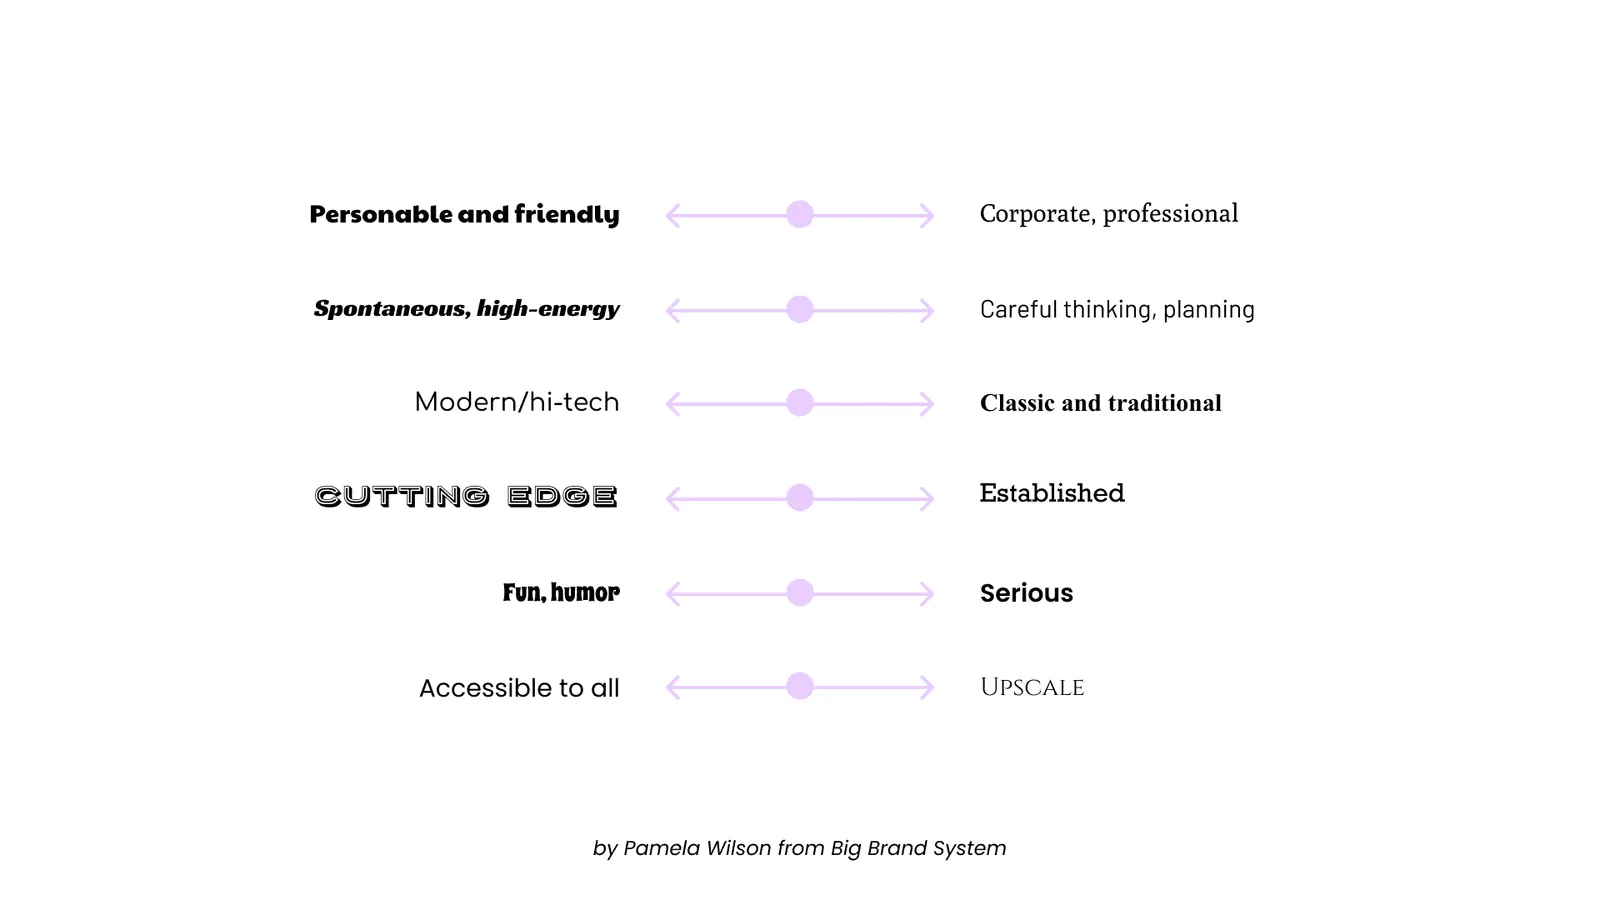 Personable and friendly Corporate, professional
Spontaneous, high-energy Careful thinking, planning
Modern/hi-tech Classic and traditional
CUTTING EDGE Established
Fun, humor Serious
Accessible to all Upscale
by Pamela Wilson from Big Brand System